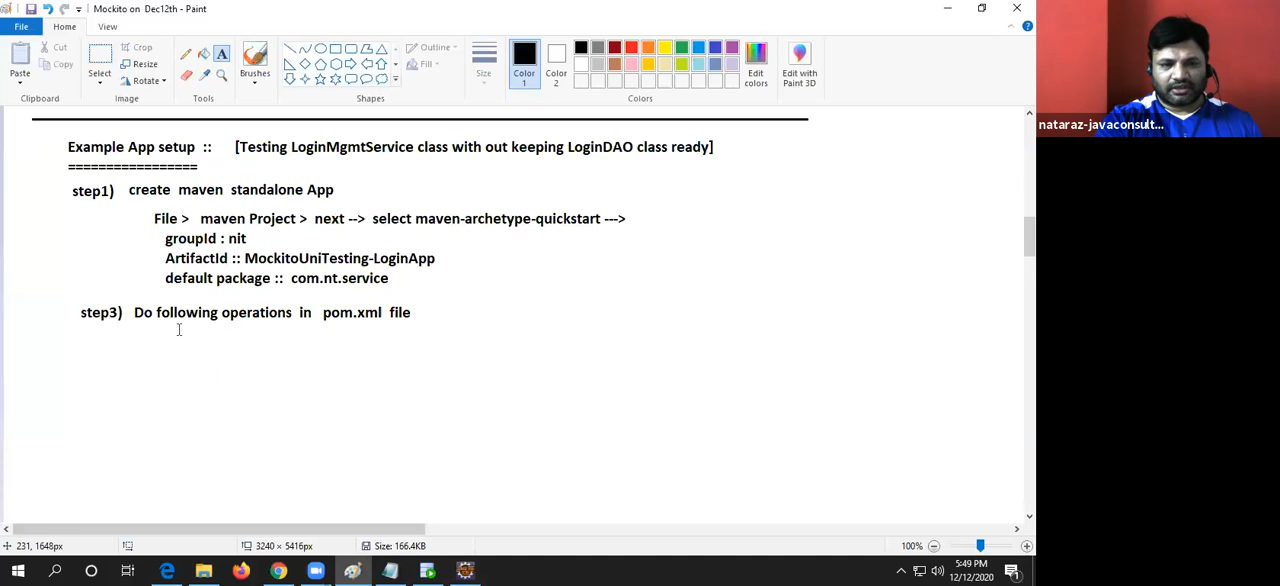 Mockito on Dec12th - Paint
File Home View
Paste
Cut
Copy
Clipboard
Select
Crop
Resize
Rotate
Image
A
Tools
Brushes
Outline
Fill
Shapes
Size
Color 1
Color 2
Edit colors
Colors
Edit with Paint 3D
nataraz-javaconsult...
Example App setup :: [Testing LoginMgmtService class with out keeping LoginDAO class ready]
=================
step1) create maven standalone App
File > maven Project > next --> select maven-archetype-quickstart --->
groupId : nit
ArtifactId :: MockitoUniTesting-LoginApp
default package :: com.nt.service
step3) Do following operations in pom.xml file
231, 1648px
3240 × 5416px
Size: 166.4KB
100%
5:49 PM
12/12/2020